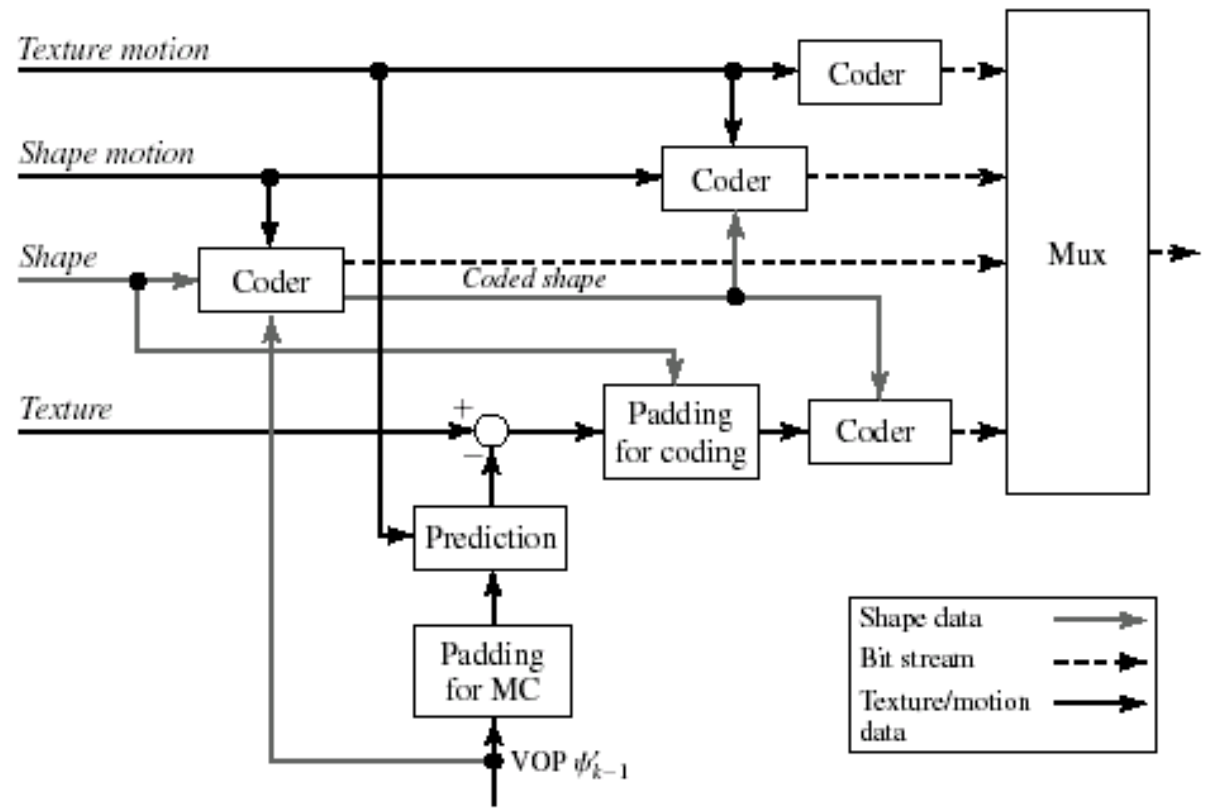 Texture motion
Coder
Shape motion
Coder
Shape
Coder
Coded shape
Mux
Texture
+
−
Padding
for coding
Coder
Prediction
Padding
for MC
VOP ψ′k−1
Shape data
Bit stream
Texture/motion
data